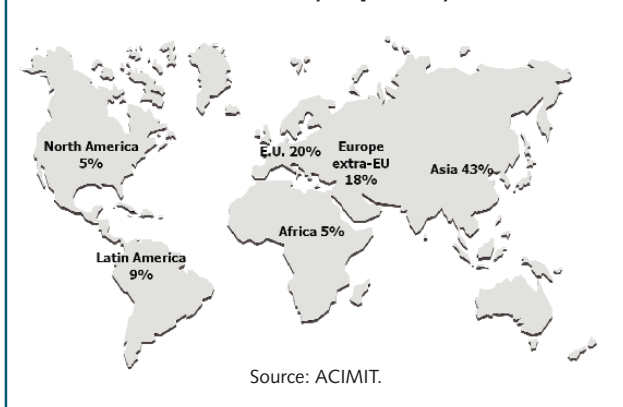 North America
5%
E.U. 20%
Europe
extra-EU
18%
Asia 43%
Africa 5%
Latin America
9%
Source: ACIMIT.